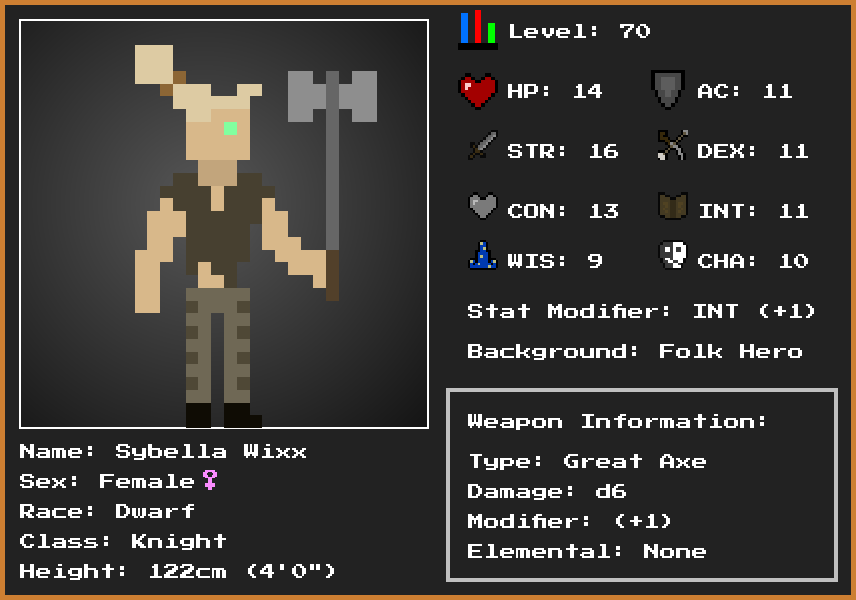 Level: 70
HP: 14
AC: 11
STR: 16
DEX: 11
CON: 13
INT: 11
WIS: 9
CHA: 10
Stat Modifier: INT (+1)
Background: Folk Hero
Weapon Information:
Type: Great Axe
Damage: d6
Modifier: (+1)
Elemental: None
Name: Sybella Wixx
Sex: Female♀
Race: Dwarf
Class: Knight
Height: 122cm (4'0")